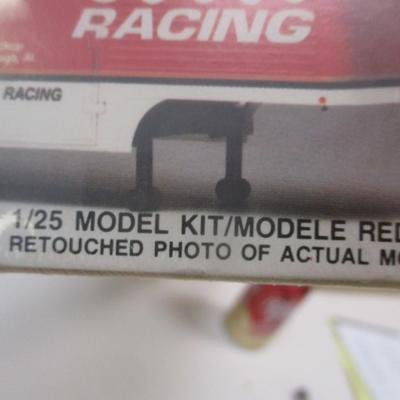 RACING
RACING
1/25 MODEL KIT/MODELE RED
RETOUCHED PHOTO OF ACTUAL MO